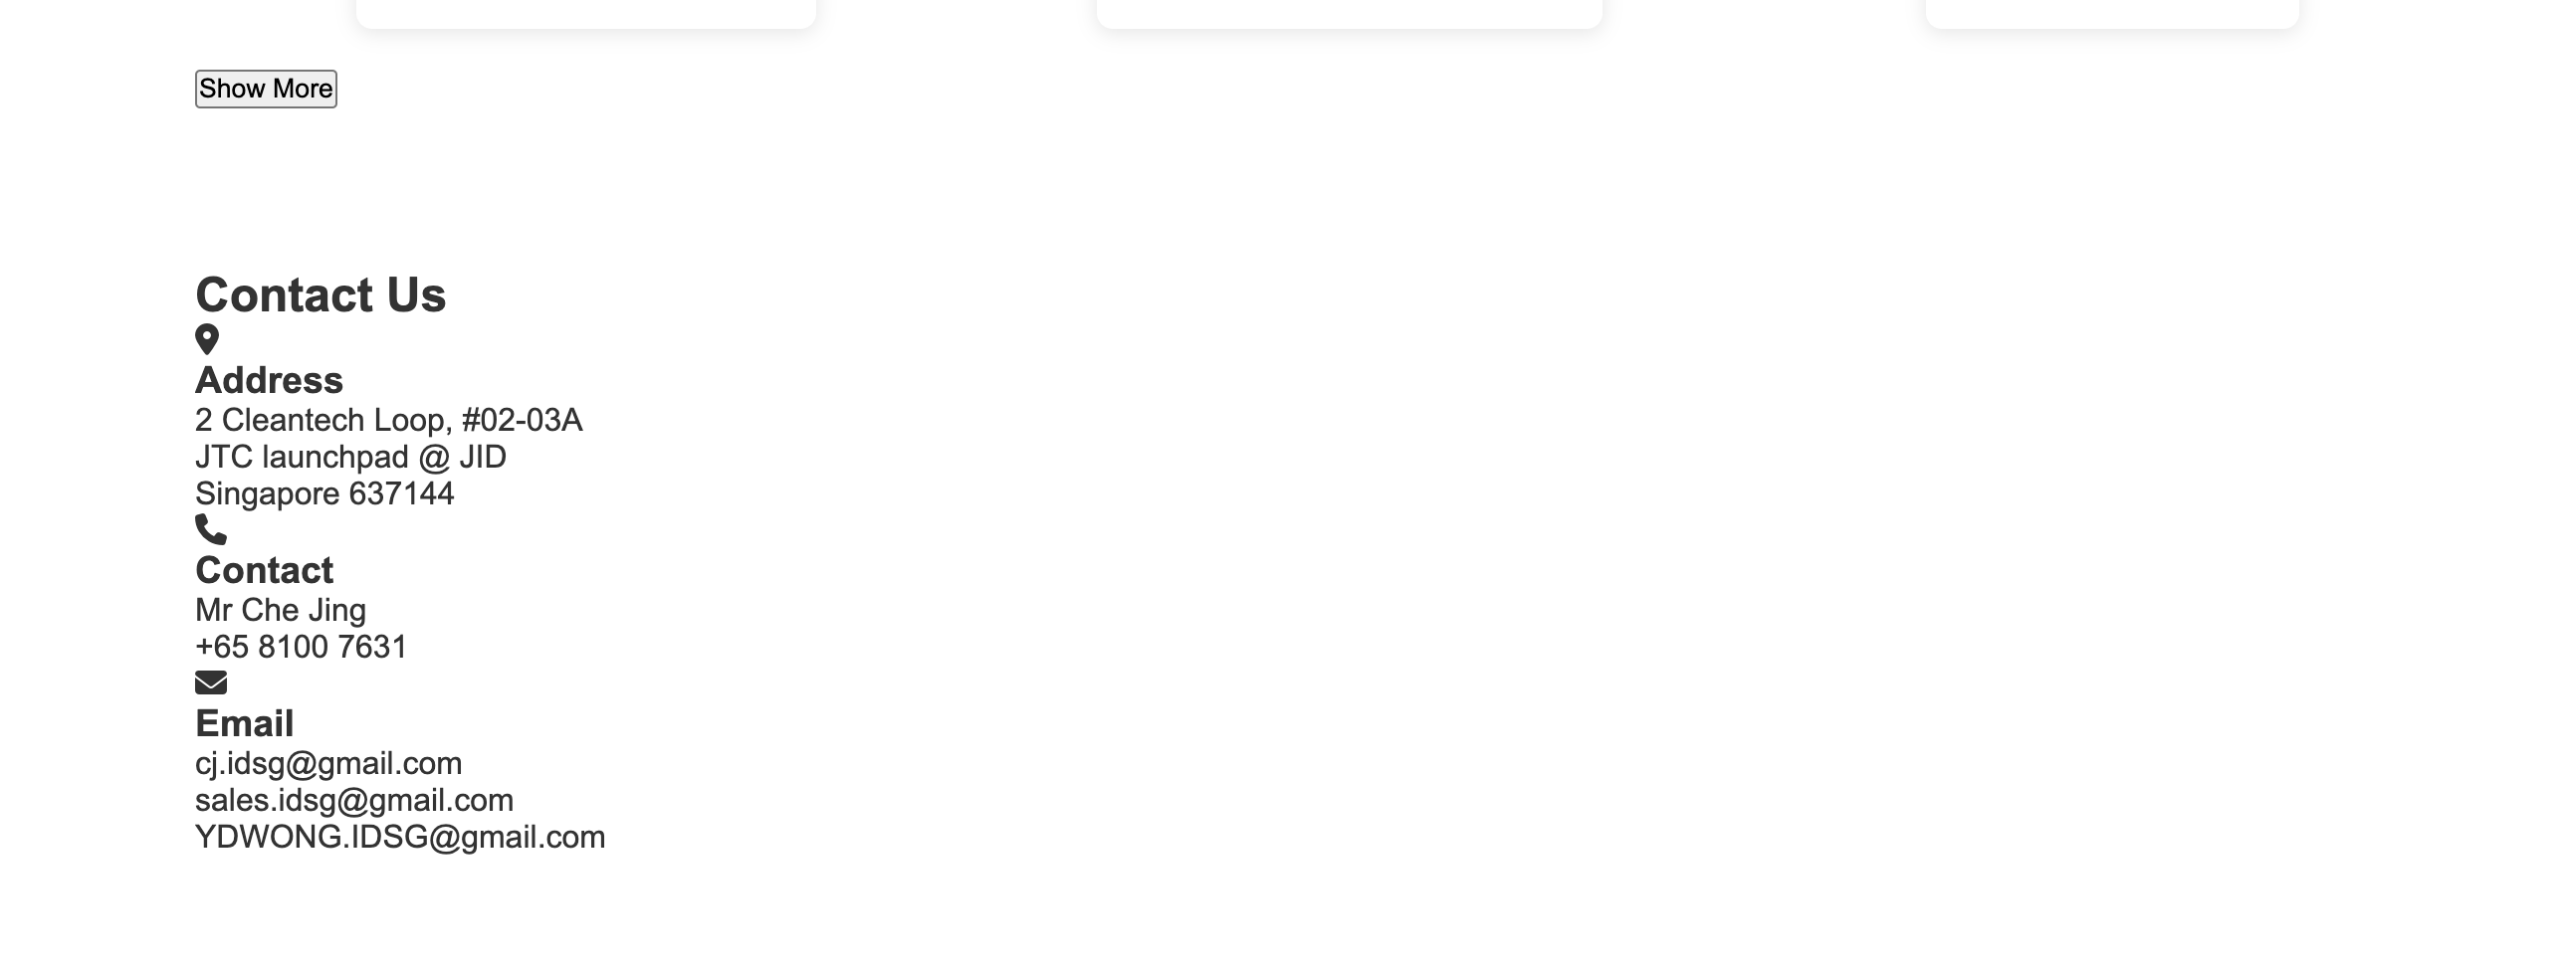 Show More
Contact Us
Address
2 Cleantech Loop, #02-03A
JTC launchpad @ JID
Singapore 637144
Contact
Mr Che Jing
+65 8100 7631
Email
cj.idsg@gmail.com
sales.idsg@gmail.com
YDWONG.IDSG@gmail.com